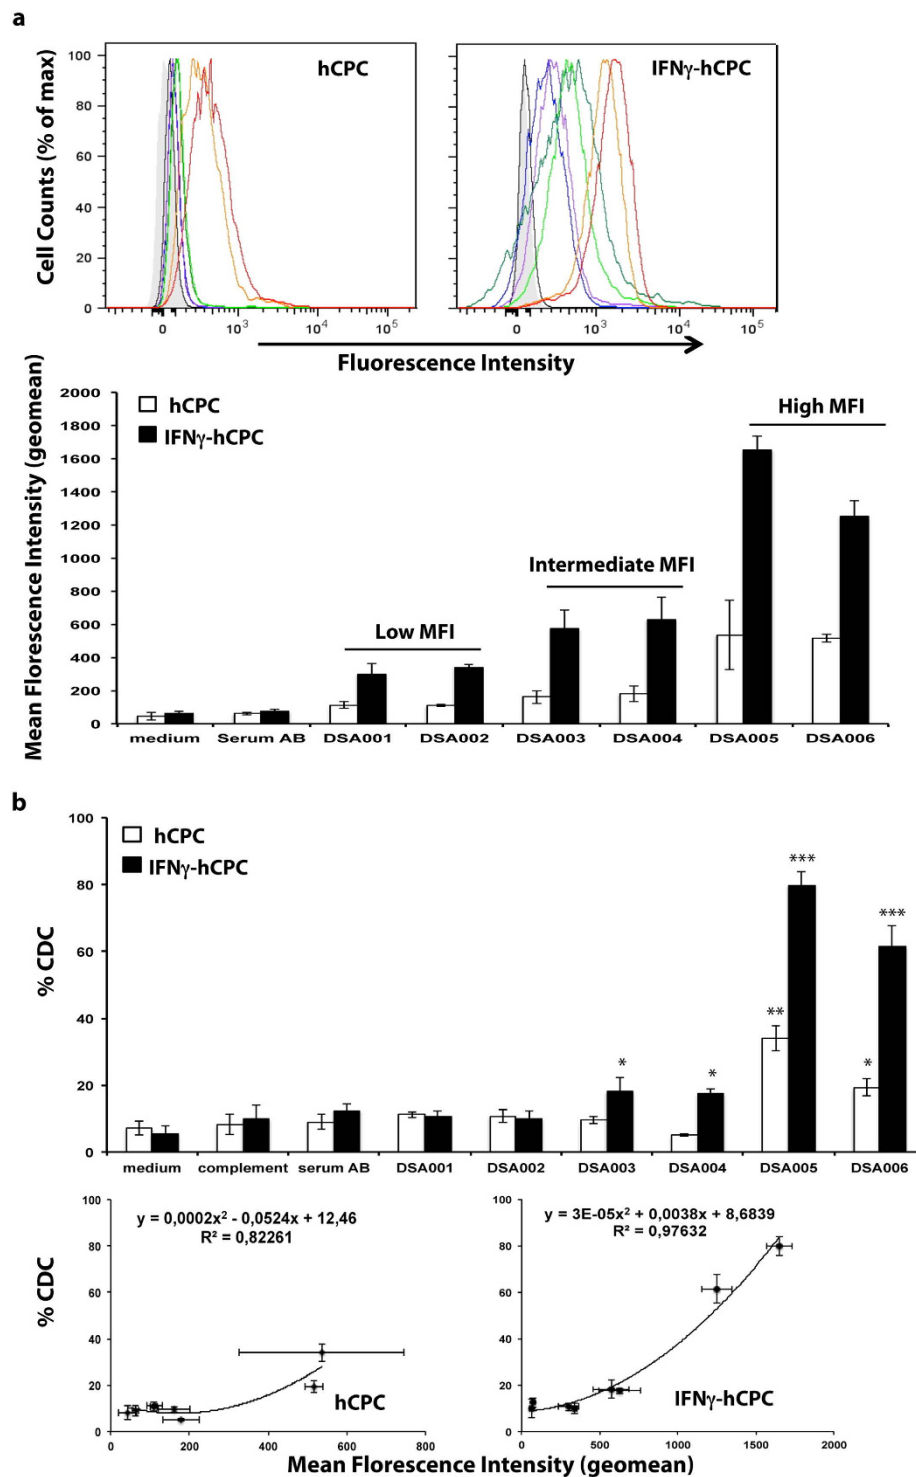 a
Cell Counts (% of max)
100
80
60
40
20
0
hCPC
IFNγ-hCPC
0 10³ 10⁴ 10⁵
0 10³ 10⁴ 10⁵
Fluorescence Intensity
Mean Florescence Intensity (geomean)
2000
1800
1600
1400
1200
1000
800
600
400
200
0
hCPC
IFNγ-hCPC
Low MFI
Intermediate MFI
High MFI
medium Serum AB DSA001 DSA002 DSA003 DSA004 DSA005 DSA006
b
% CDC
100
80
60
40
20
0
hCPC
IFNγ-hCPC
* * ** *** * ***
medium complement serum AB DSA001 DSA002 DSA003 DSA004 DSA005 DSA006
% CDC
100
80
60
40
20
0
y = 0,0002x² - 0,0524x + 12,46
R² = 0,82261
hCPC
0 200 400 600 800
100
80
60
40
20
0
y = 3E-05x² + 0,0038x + 8,6839
R² = 0,97632
IFNγ-hCPC
0 500 1000 1500 2000
Mean Florescence Intensity (geomean)